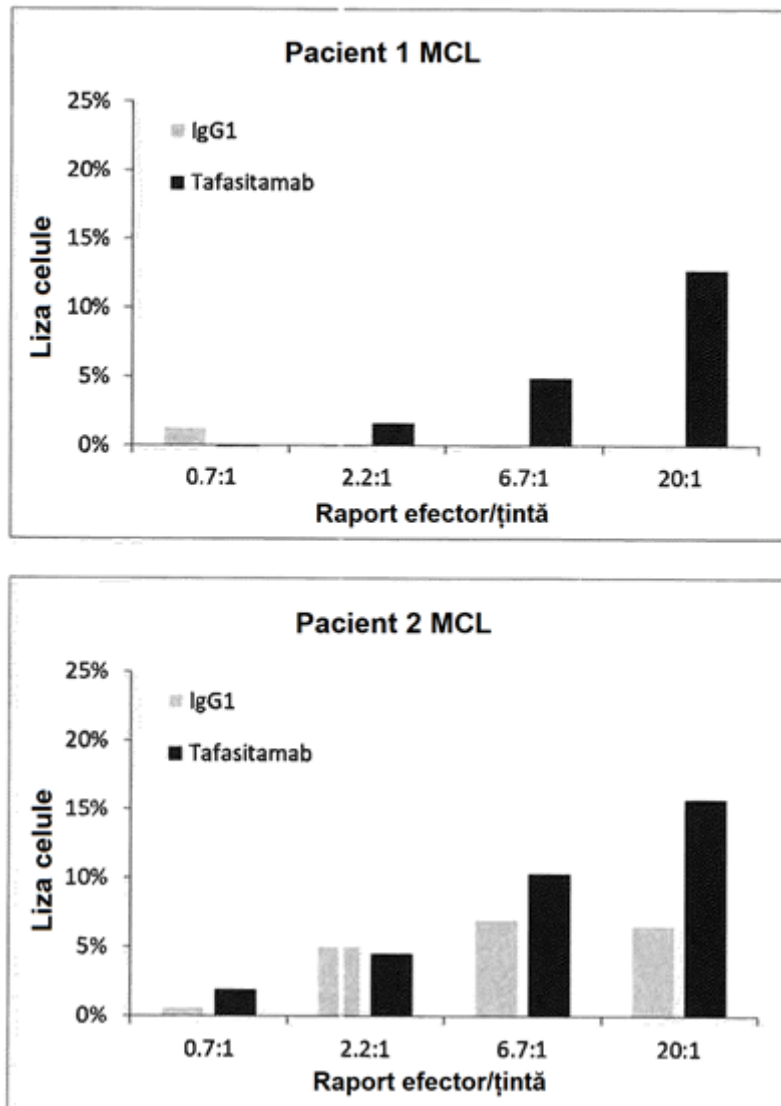 Pacient 1 MCL
25%
IgG1
20%
Tafasitamab
15%
10%
5%
0%
Liza celule
0.7:1 2.2:1 6.7:1 20:1
Raport efector/țintă
Pacient 2 MCL
25%
IgG1
20%
Tafasitamab
15%
10%
5%
0%
Liza celule
0.7:1 2.2:1 6.7:1 20:1
Raport efector/țintă